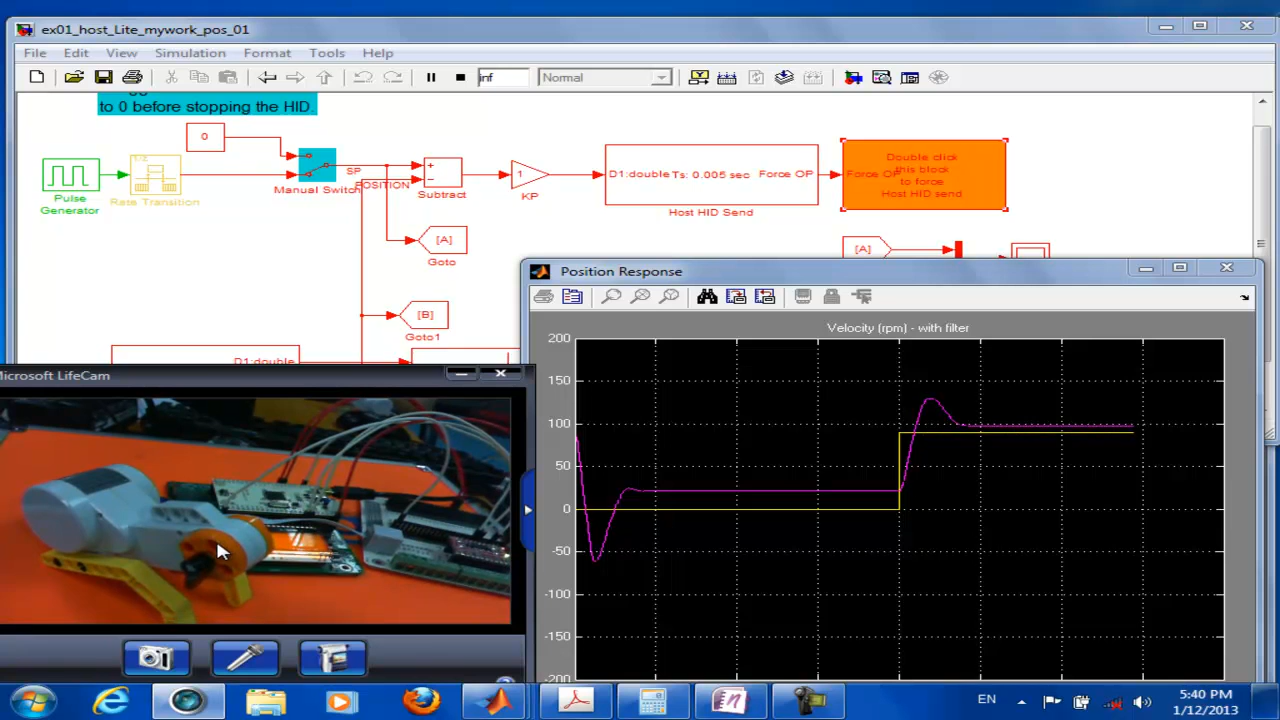 ex01_host_Lite_mywork_pos_01
File Edit View Simulation Format Tools Help
inf Normal
to 0 before stopping the HID.
0
Pulse
Generator
Rate Transition
Manual Switch
SP
POSITION
+
−
Subtract
1
KP
D1:double Ts: 0.005 sec Force OP
Host HID Send
Force OP
Double click
this block
to force
Host HID send
[A]
Goto
[A]
[B]
Goto1
D1:double
Position Response
Velocity (rpm) - with filter
200
150
100
50
0
-50
-100
-150
-200
Microsoft LifeCam
EN
5:40 PM
1/12/2013